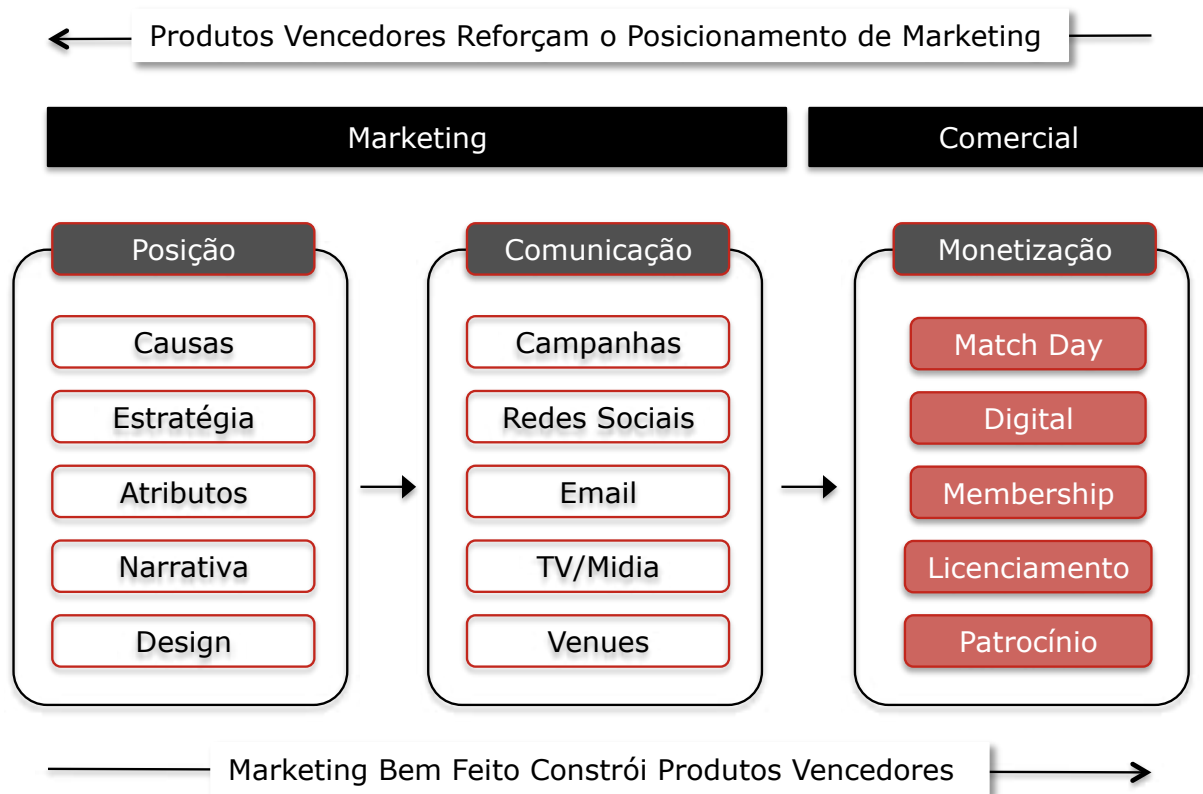 Produtos Vencedores Reforçam o Posicionamento de Marketing
Marketing
Comercial
Posição
Causas
Estratégia
Atributos
Narrativa
Design
Comunicação
Campanhas
Redes Sociais
Email
TV/Midia
Venues
Monetização
Match Day
Digital
Membership
Licenciamento
Patrocínio
Marketing Bem Feito Constrói Produtos Vencedores